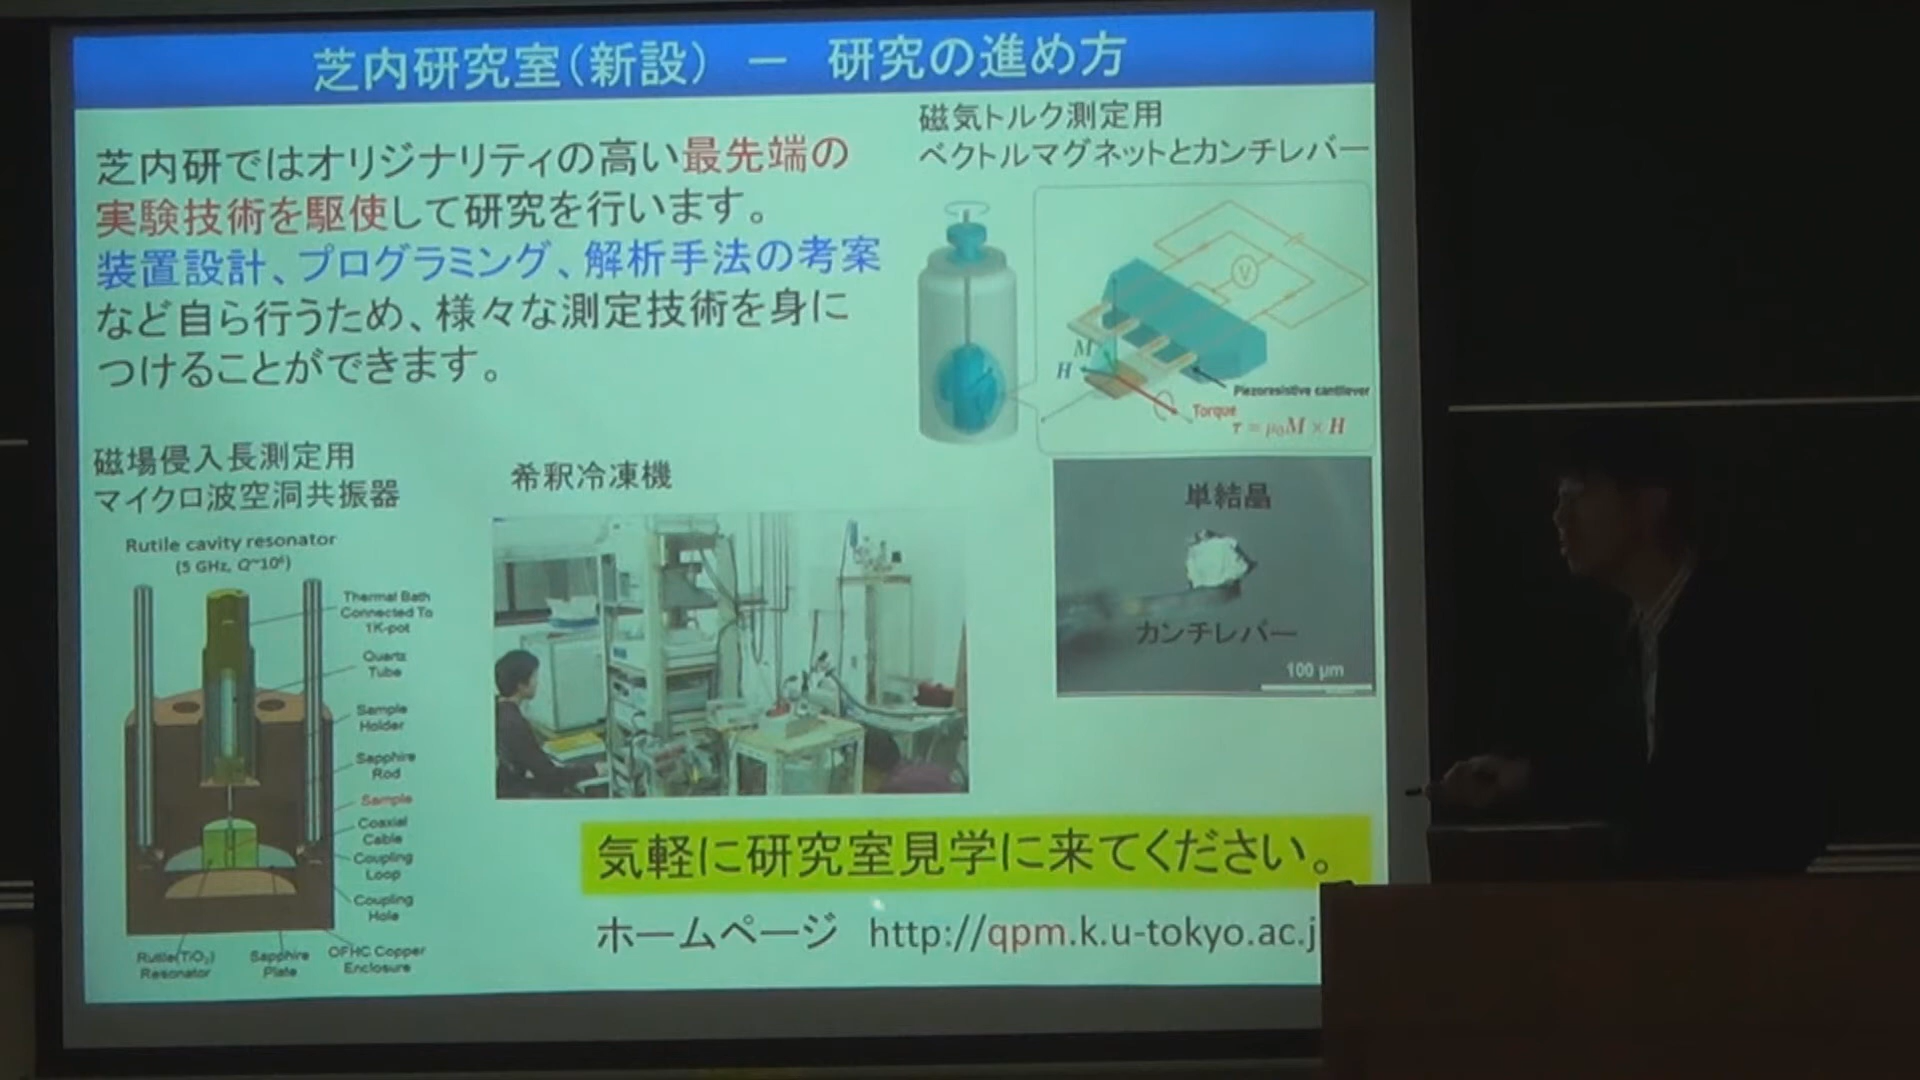 芝内研究室(新設) − 研究の進め方
芝内研ではオリジナリティの高い最先端の
実験技術を駆使して研究を行います。
装置設計、プログラミング、解析手法の考案
など自ら行うため、様々な測定技術を身に
つけることができます。
磁気トルク測定用
ベクトルマグネットとカンチレバー
V
M
H
Piezoresistive cantilever
Torque
τ = μ₀M × H
磁場侵入長測定用
マイクロ波空洞共振器
Rutile cavity resonator
(5 GHz, Q~10⁶)
Thermal Bath
Connected To
1K-pot
Quartz
Tube
Sample
Holder
Sapphire
Rod
Sample
Coaxial
Cable
Coupling
Loop
Coupling
Hole
Rutile(TiO₂)
Resonator
Sapphire
Plate
OFHC Copper
Enclosure
希釈冷凍機
単結晶
カンチレバー
100 μm
気軽に研究室見学に来てください。
ホームページ http://qpm.k.u-tokyo.ac.j